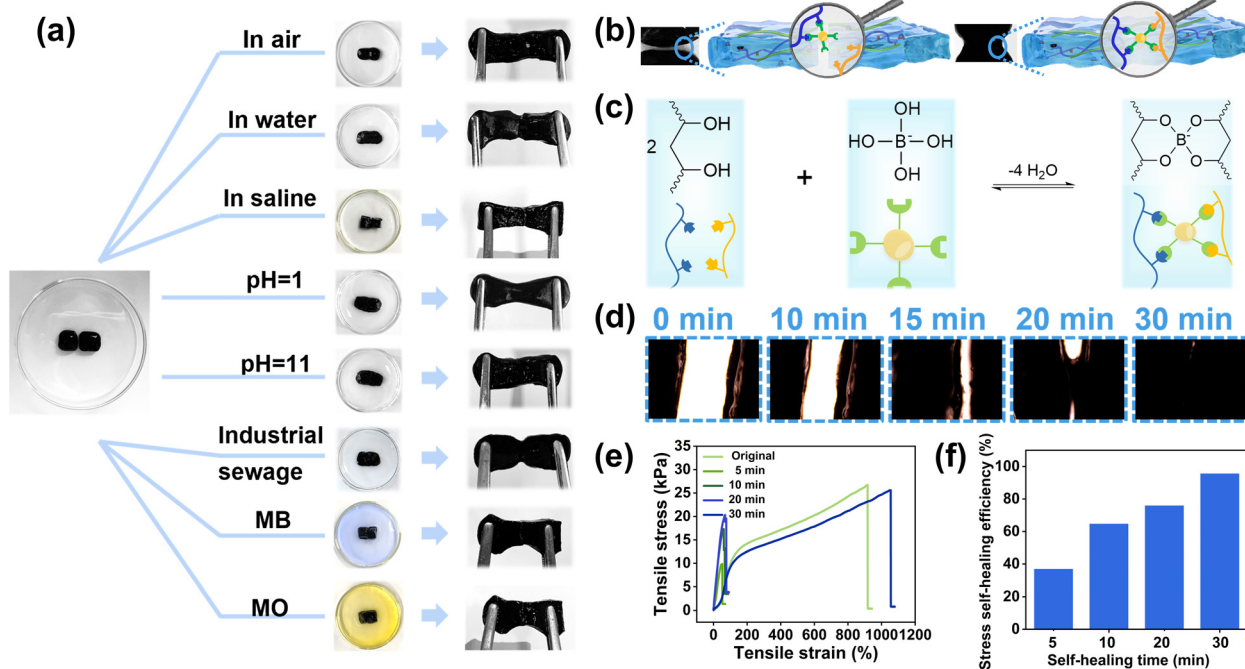 (a)
In air
In water
In saline
pH=1
pH=11
Industrial
sewage
MB
MO
(b)
(c)
2
OH
OH
+
OH
HO B⁻ OH
OH
-4 H₂O
O O
B⁻
O O
(d)
0 min 10 min 15 min 20 min 30 min
(e)
Tensile stress (kPa)
35
30
25
20
15
10
5
0
Original
5 min
10 min
20 min
30 min
0 200 400 600 800 1000 1200
Tensile strain (%)
(f)
Stress self-healing efficiency (%)
100
80
60
40
20
0
5 10 20 30
Self-healing time (min)